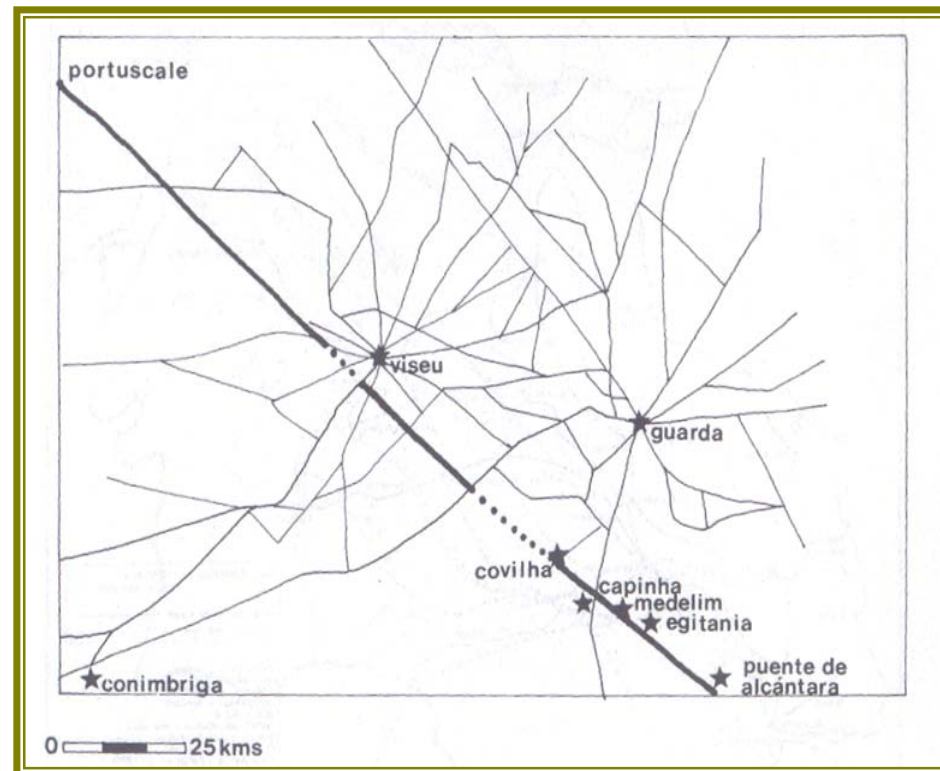 portuscale
viseu
guarda
covilha
capinha
medelim
egitania
puente de
alcántara
conimbriga
0 25 kms